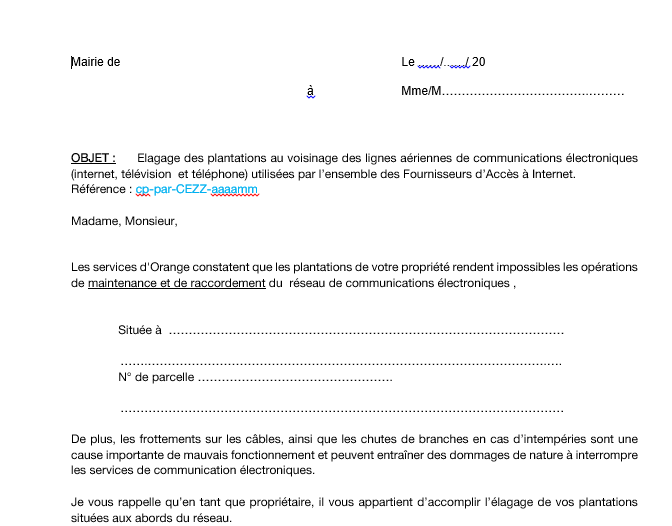 Mairie de
Le ....../....../ 20
à
Mme/M……………………………………….
OBJET : Elagage des plantations au voisinage des lignes aériennes de communications électroniques
(internet, télévision et téléphone) utilisées par l'ensemble des Fournisseurs d'Accès à Internet.
Référence : cp-par-CEZZ-aaaamm
Madame, Monsieur,
Les services d'Orange constatent que les plantations de votre propriété rendent impossibles les opérations
de maintenance et de raccordement du réseau de communications électroniques ,
Située à ………………………………………………………………………………………
…………………………………………………………………………………………………
N° de parcelle ………………………………………….
…………………………………………………………………………………………………
De plus, les frottements sur les câbles, ainsi que les chutes de branches en cas d'intempéries sont une
cause importante de mauvais fonctionnement et peuvent entraîner des dommages de nature à interrompre
les services de communication électroniques.
Je vous rappelle qu'en tant que propriétaire, il vous appartient d'accomplir l'élagage de vos plantations
situées aux abords du réseau.